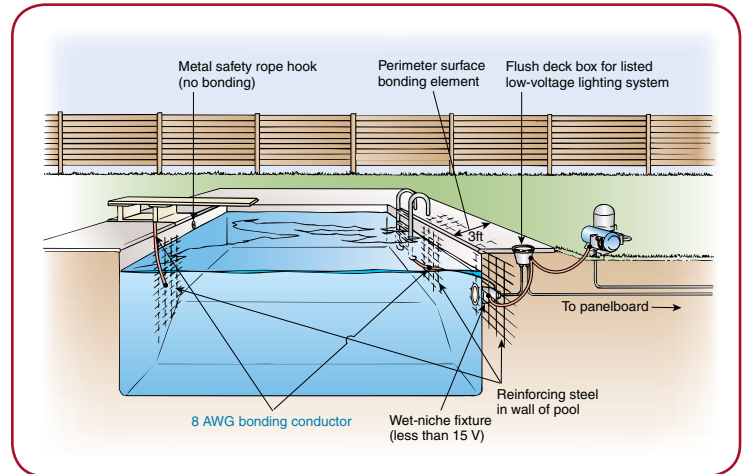 Metal safety rope hook
(no bonding)
Perimeter surface
bonding element
Flush deck box for listed
low-voltage lighting system
3ft
To panelboard
Reinforcing steel
in wall of pool
8 AWG bonding conductor
Wet-niche fixture
(less than 15 V)